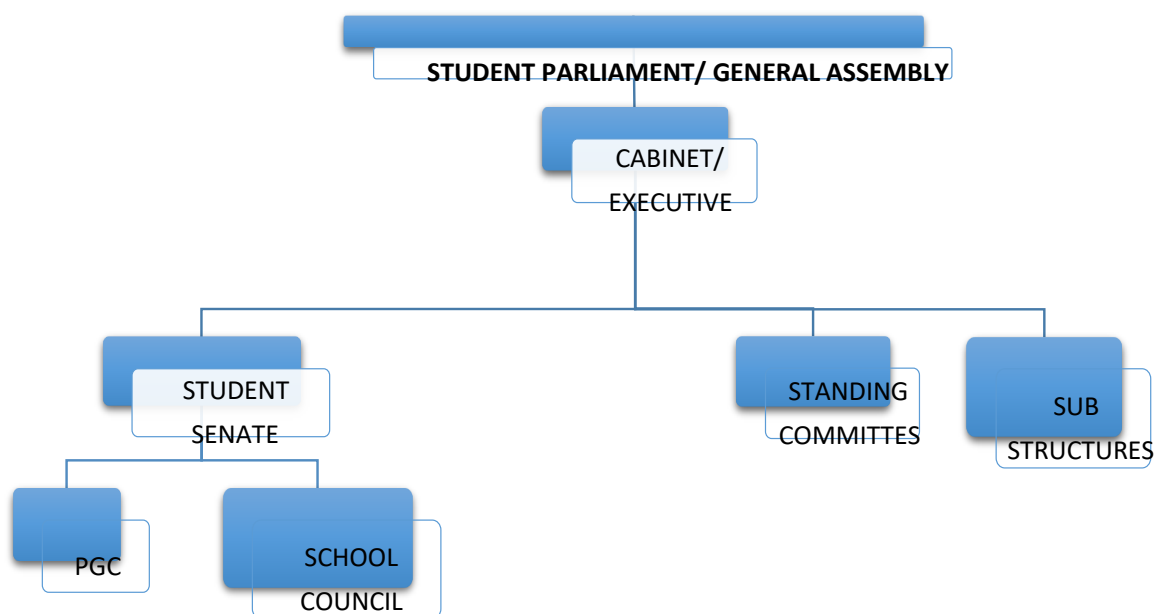 STUDENT PARLIAMENT/ GENERAL ASSEMBLY
CABINET/
EXECUTIVE
STUDENT
SENATE
STANDING
COMMITTES
SUB
STRUCTURES
PGC
SCHOOL
COUNCIL